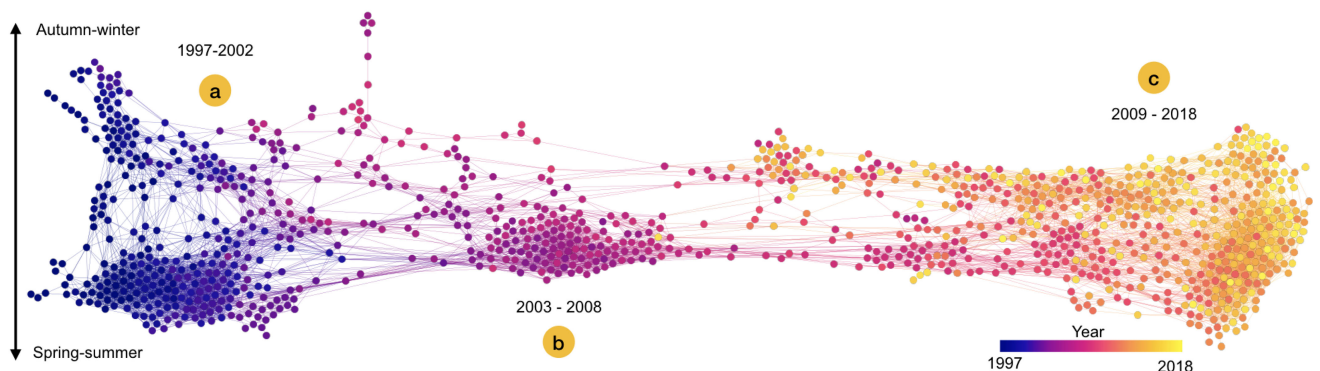 Autumn-winter
1997-2002
a
c
2009 - 2018
2003 - 2008
b
Spring-summer
Year
1997
2018